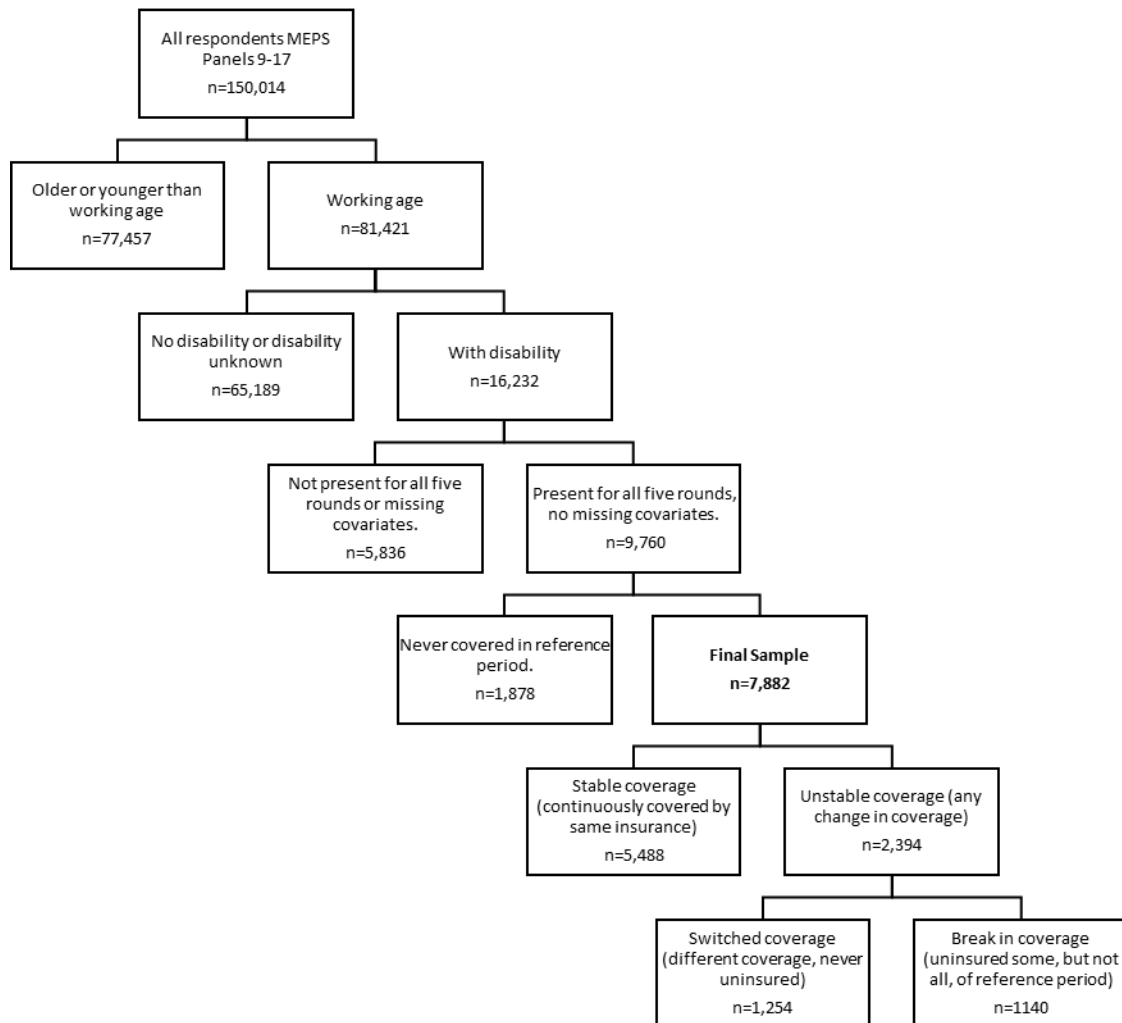 All respondents MEPS
Panels 9-17
n=150,014
Older or younger than
working age
n=77,457
Working age
n=81,421
No disability or disability
unknown
n=65,189
With disability
n=16,232
Not present for all five
rounds or missing
covariates.
n=5,836
Present for all five rounds,
no missing covariates.
n=9,760
Never covered in reference
period.
n=1,878
Final Sample
n=7,882
Stable coverage
(continuously covered by
same insurance)
n=5,488
Unstable coverage (any
change in coverage)
n=2,394
Switched coverage
(different coverage, never
uninsured)
n=1,254
Break in coverage
(uninsured some, but not
all, of reference period)
n=1140